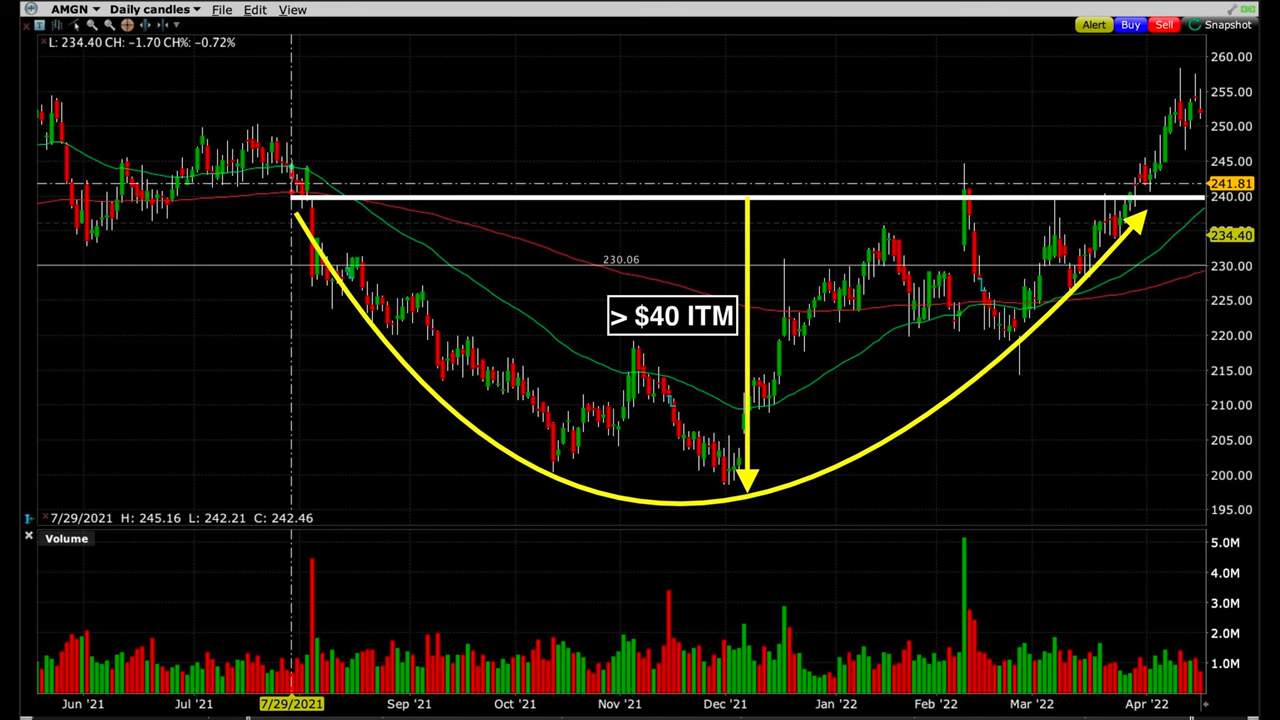 AMGN Daily candles File Edit View
Alert Buy Sell Snapshot
L: 234.40 CH: -1.70 CH%: -0.72%
260.00
255.00
250.00
245.00
241.81
240.00
234.40
230.06
230.00
225.00
> $40 ITM
220.00
215.00
210.00
205.00
200.00
195.00
7/29/2021 H: 245.16 L: 242.21 C: 242.46
Volume
5.0M
4.0M
3.0M
2.0M
1.0M
Jun '21 Jul '21 7/29/2021 Sep '21 Oct '21 Nov '21 Dec '21 Jan '22 Feb '22 Mar '22 Apr '22